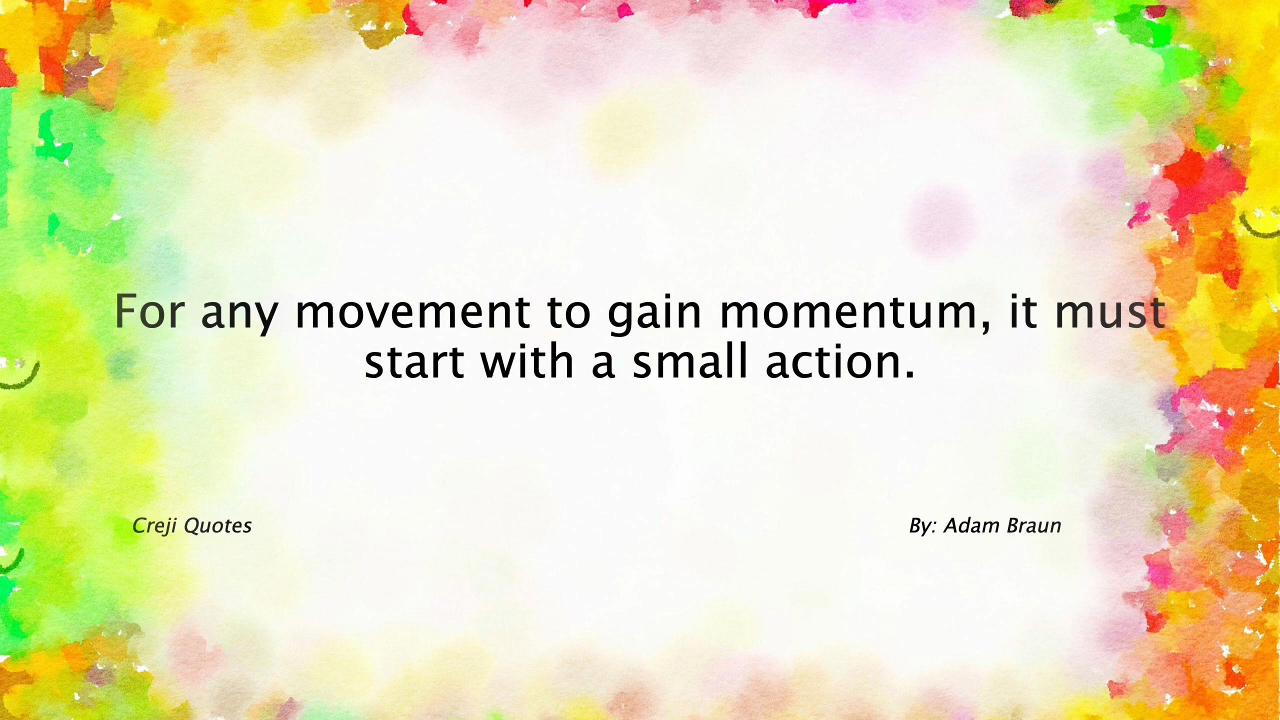 For any movement to gain momentum, it must
start with a small action.
Creji Quotes
By: Adam Braun